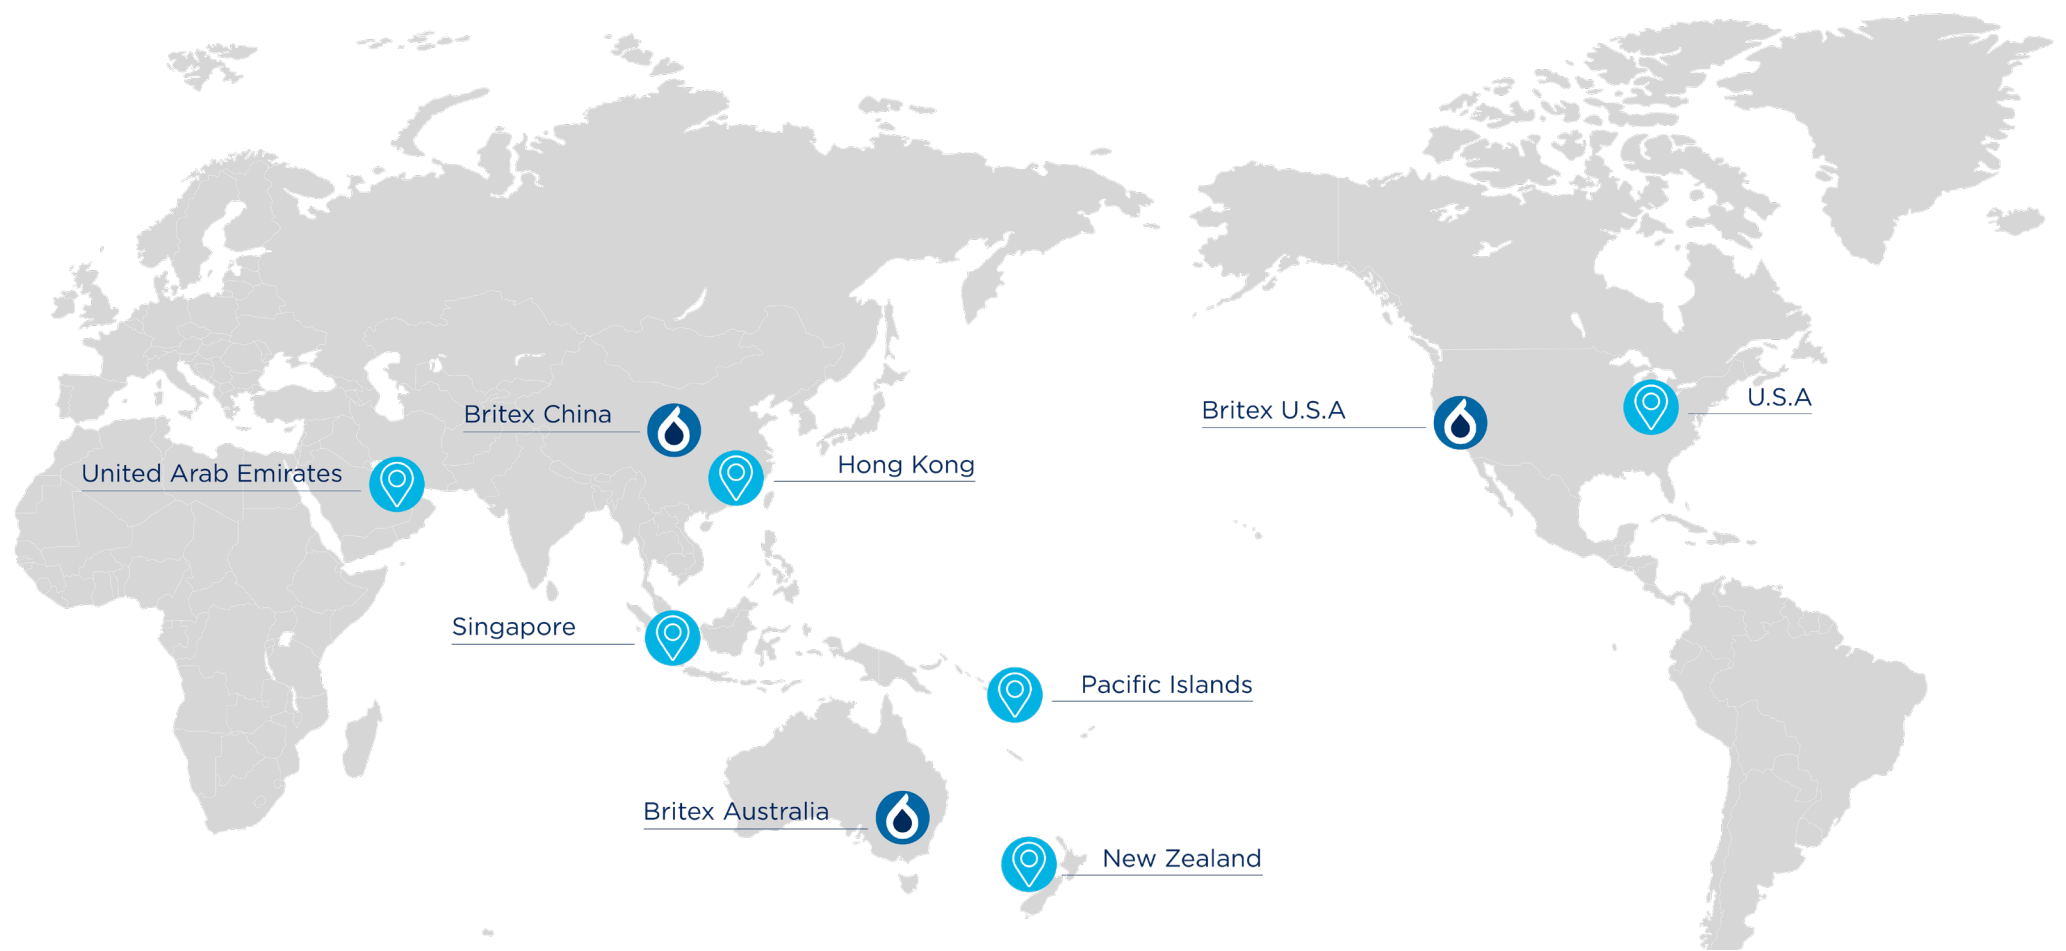 U.S.A
Britex U.S.A
Britex China
Hong Kong
United Arab Emirates
Singapore
Pacific Islands
Britex Australia
New Zealand